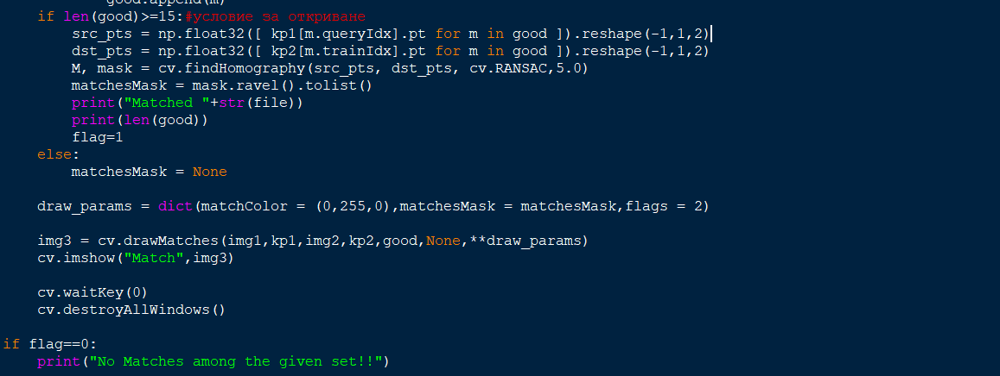 good.append(m)
if len(good)>=15:#условие за откриване
src_pts = np.float32([ kp1[m.queryIdx].pt for m in good ]).reshape(-1,1,2)
dst_pts = np.float32([ kp2[m.trainIdx].pt for m in good ]).reshape(-1,1,2)
M, mask = cv.findHomography(src_pts, dst_pts, cv.RANSAC,5.0)
matchesMask = mask.ravel().tolist()
print("Matched "+str(file))
print(len(good))
flag=1
else:
matchesMask = None
draw_params = dict(matchColor = (0,255,0),matchesMask = matchesMask,flags = 2)
img3 = cv.drawMatches(img1,kp1,img2,kp2,good,None,**draw_params)
cv.imshow("Match",img3)
cv.waitKey(0)
cv.destroyAllWindows()
if flag==0:
print("No Matches among the given set!!")